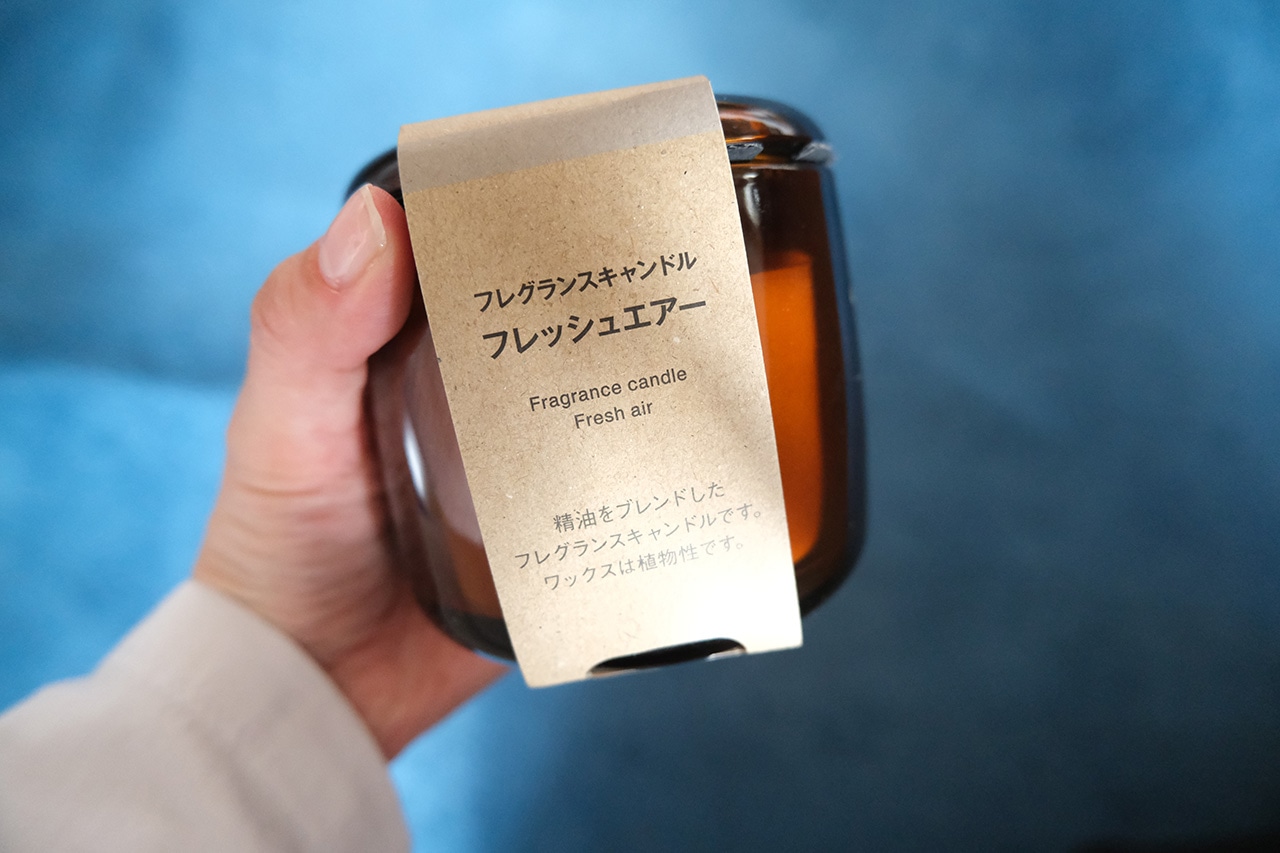 フレグランスキャンドル
フレッシュエアー
Fragrance candle
Fresh air
精油をブレンドした
フレグランスキャンドルです。
ワックスは植物性です。